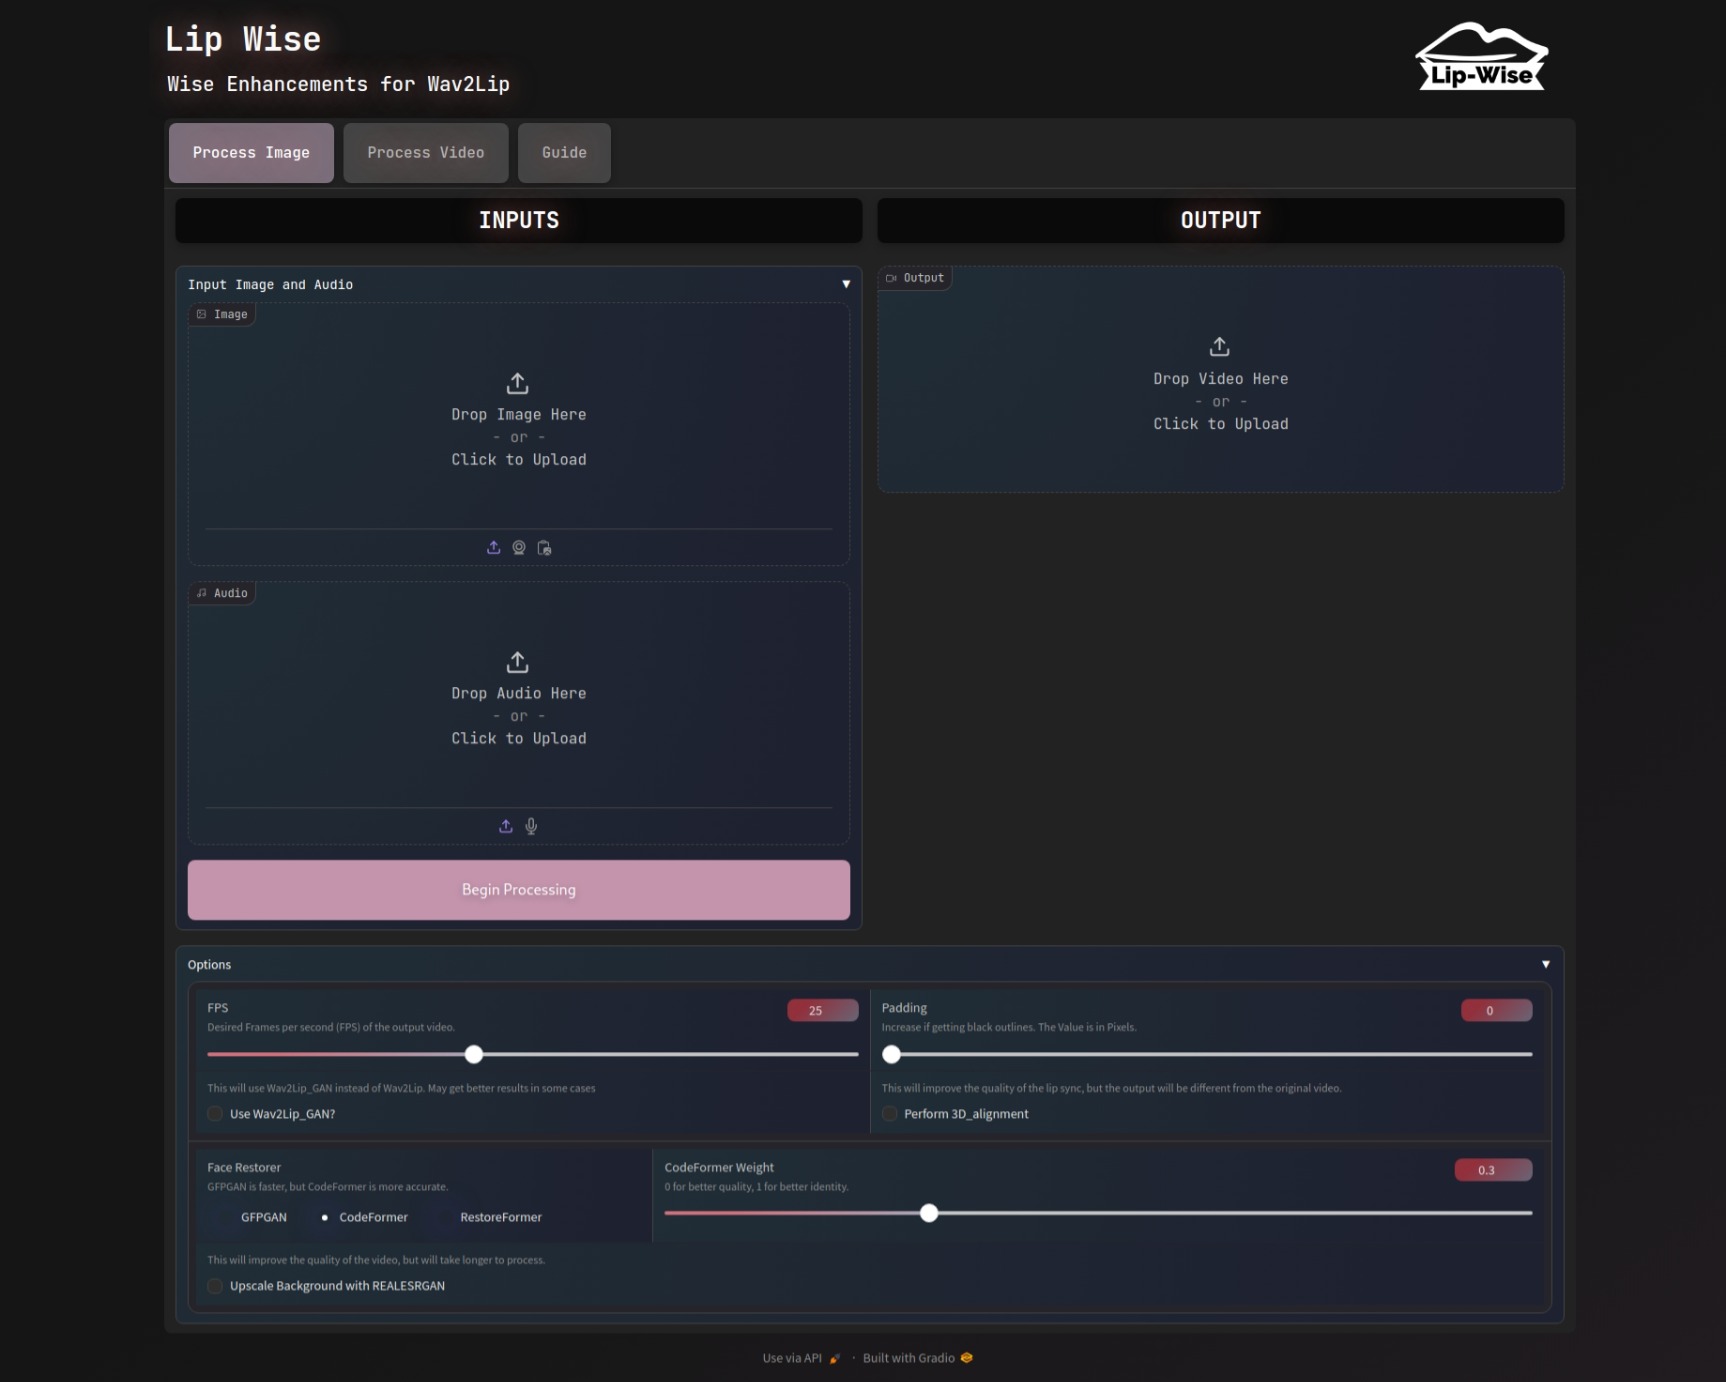 Lip Wise
Wise Enhancements for Wav2Lip
Lip-Wise
Process Image
Process Video
Guide
INPUTS
OUTPUT
Input Image and Audio
Image
Drop Image Here
- or -
Click to Upload
Audio
Drop Audio Here
- or -
Click to Upload
Begin Processing
Output
Drop Video Here
- or -
Click to Upload
Options
FPS
25
Desired Frames per second (FPS) of the output video.
Padding
0
Increase if getting black outlines. The Value is in Pixels.
This will use Wav2Lip_GAN instead of Wav2Lip. May get better results in some cases
Use Wav2Lip_GAN?
This will improve the quality of the lip sync, but the output will be different from the original video.
Perform 3D_alignment
Face Restorer
GFPGAN is faster, but CodeFormer is more accurate.
GFPGAN
CodeFormer
RestoreFormer
CodeFormer Weight
0.3
0 for better quality, 1 for better identity.
This will improve the quality of the video, but will take longer to process.
Upscale Background with REALESRGAN
Use via API · Built with Gradio